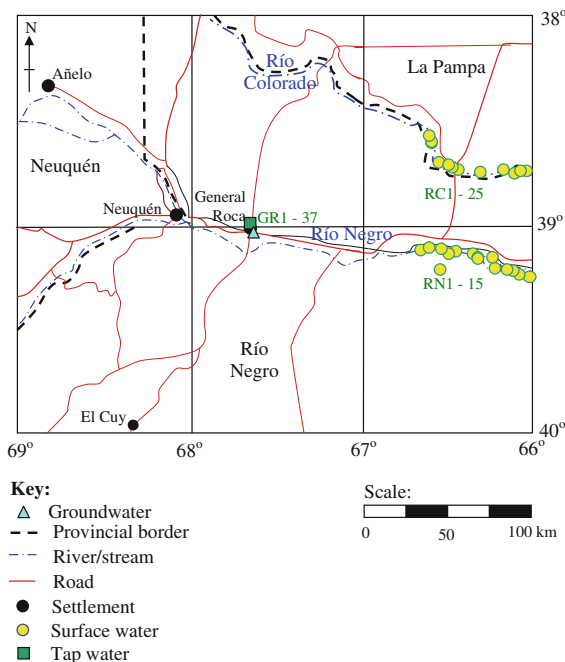 38°
N
Añelo
Río
Colorado
La Pampa
Neuquén
RC1 - 25
Neuquén
General
Roca
GR1 - 37
39°
Río Negro
RN1 - 15
Río
Negro
El Cuy
40°
69°
68°
67°
66°
Key:
Groundwater
Provincial border
River/stream
Road
Settlement
Surface water
Tap water
Scale:
0
50
100 km